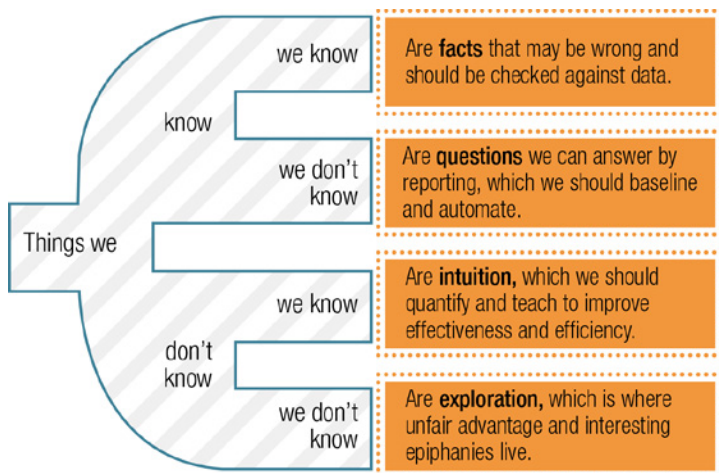 Things we
know
don't
know
we know
we don't
know
we know
we don't
know
Are facts that may be wrong and
should be checked against data.
Are questions we can answer by
reporting, which we should baseline
and automate.
Are intuition, which we should
quantify and teach to improve
effectiveness and efficiency.
Are exploration, which is where
unfair advantage and interesting
epiphanies live.